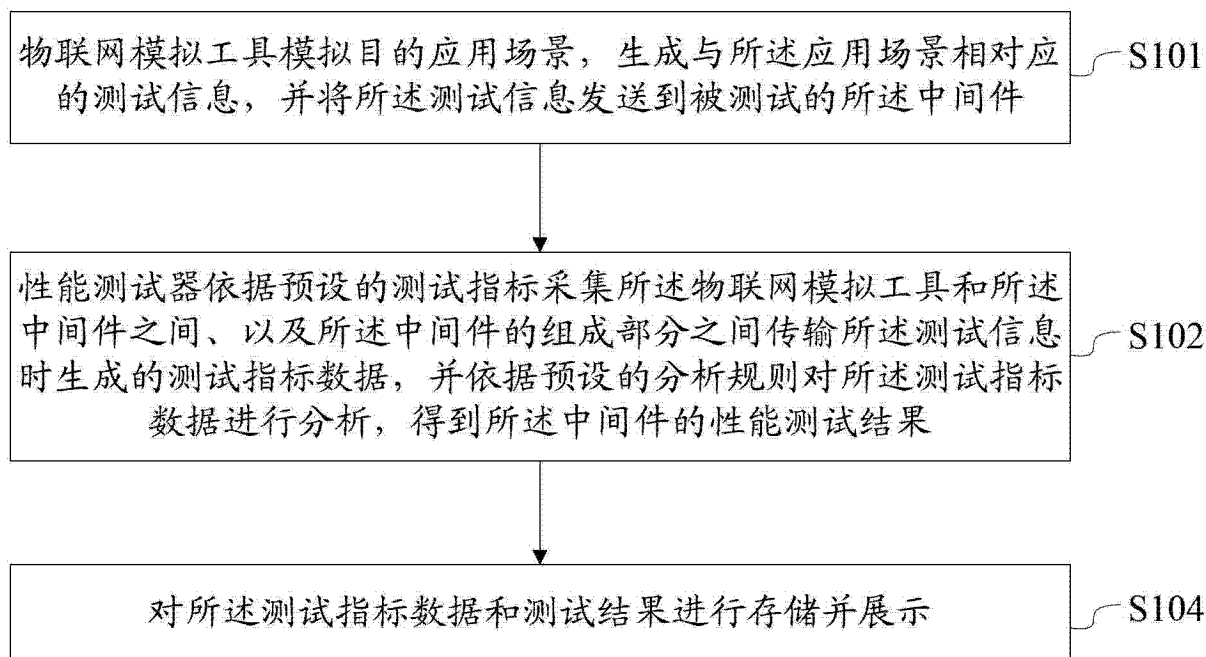 物联网模拟工具模拟目的应用场景，生成与所述应用场景相对应
的测试信息，并将所述测试信息发送到被测试的所述中间件
S101
性能测试器依据预设的测试指标采集所述物联网模拟工具和所述
中间件之间、以及所述中间件的组成部分之间传输所述测试信息
时生成的测试指标数据，并依据预设的分析规则对所述测试指标
数据进行分析，得到所述中间件的性能测试结果
S102
对所述测试指标数据和测试结果进行存储并展示
S104